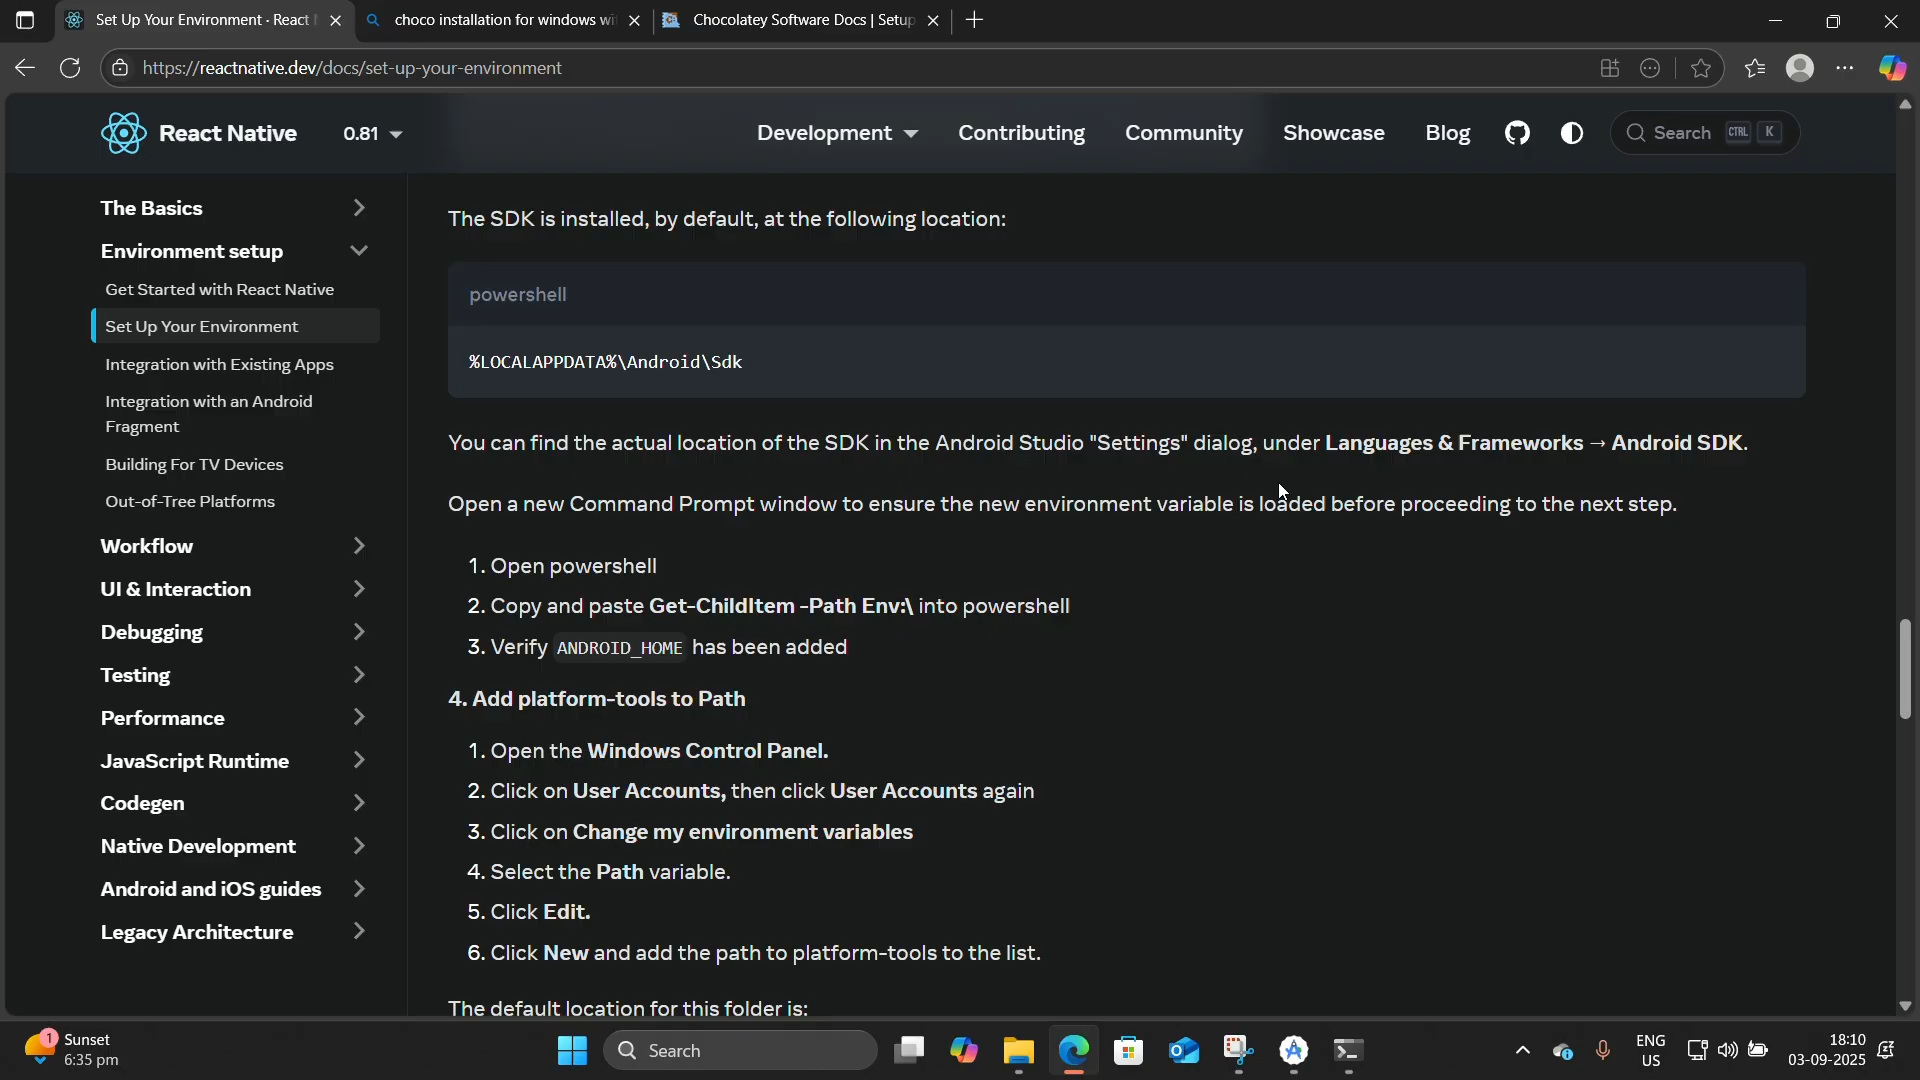 Set Up Your Environment · React
choco installation for windows wi
Chocolatey Software Docs | Setup
https://reactnative.dev/docs/set-up-your-environment
React Native
0.81
Development
Contributing
Community
Showcase
Blog
Search CTRL K
The Basics
Environment setup
Get Started with React Native
Set Up Your Environment
Integration with Existing Apps
Integration with an Android
Fragment
Building For TV Devices
Out-of-Tree Platforms
Workflow
UI & Interaction
Debugging
Testing
Performance
JavaScript Runtime
Codegen
Native Development
Android and iOS guides
Legacy Architecture
The SDK is installed, by default, at the following location:
powershell
%LOCALAPPDATA%\Android\Sdk
You can find the actual location of the SDK in the Android Studio "Settings" dialog, under Languages & Frameworks → Android SDK.
Open a new Command Prompt window to ensure the new environment variable is loaded before proceeding to the next step.
1. Open powershell
2. Copy and paste Get-ChildItem -Path Env:\ into powershell
3. Verify ANDROID_HOME has been added
4. Add platform-tools to Path
1. Open the Windows Control Panel.
2. Click on User Accounts, then click User Accounts again
3. Click on Change my environment variables
4. Select the Path variable.
5. Click Edit.
6. Click New and add the path to platform-tools to the list.
The default location for this folder is:
1
Sunset
6:35 pm
Search
ENG
US
18:10
03-09-2025